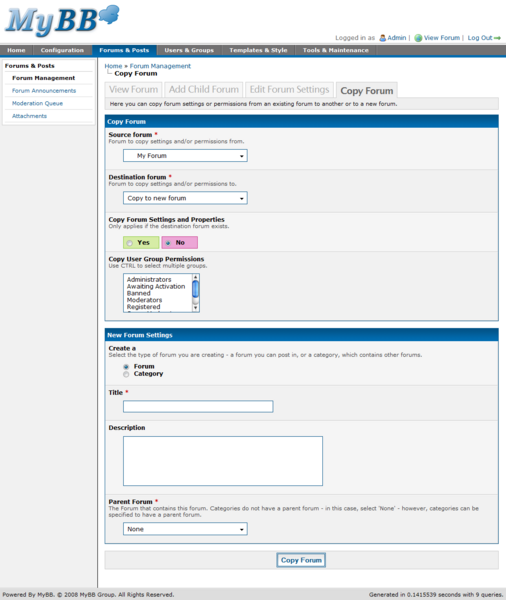 MyBB
Logged in as Admin | View Forum | Log Out
Home Configuration Forums & Posts Users & Groups Templates & Style Tools & Maintenance
Forums & Posts
Forum Management
Forum Announcements
Moderation Queue
Attachments
Home » Forum Management
Copy Forum
View Forum Add Child Forum Edit Forum Settings Copy Forum
Here you can copy forum settings or permissions from an existing forum to another or to a new forum.
Copy Forum
Source forum *
Forum to copy settings and/or permissions from.
My Forum
Destination forum *
Forum to copy settings and/or permissions to.
Copy to new forum
Copy Forum Settings and Properties
Only applies if the destination forum exists.
Yes No
Copy User Group Permissions
Use CTRL to select multiple groups.
Administrators
Awaiting Activation
Banned
Moderators
Registered
New Forum Settings
Create a
Select the type of forum you are creating - a forum you can post in, or a category, which contains other forums.
Forum
Category
Title *
Description
Parent Forum *
The Forum that contains this forum. Categories do not have a parent forum - in this case, select 'None' - however, categories can be
specified to have a parent forum.
None
Copy Forum
Powered By MyBB. © 2008 MyBB Group. All Rights Reserved.
Generated in 0.1415539 seconds with 9 queries.